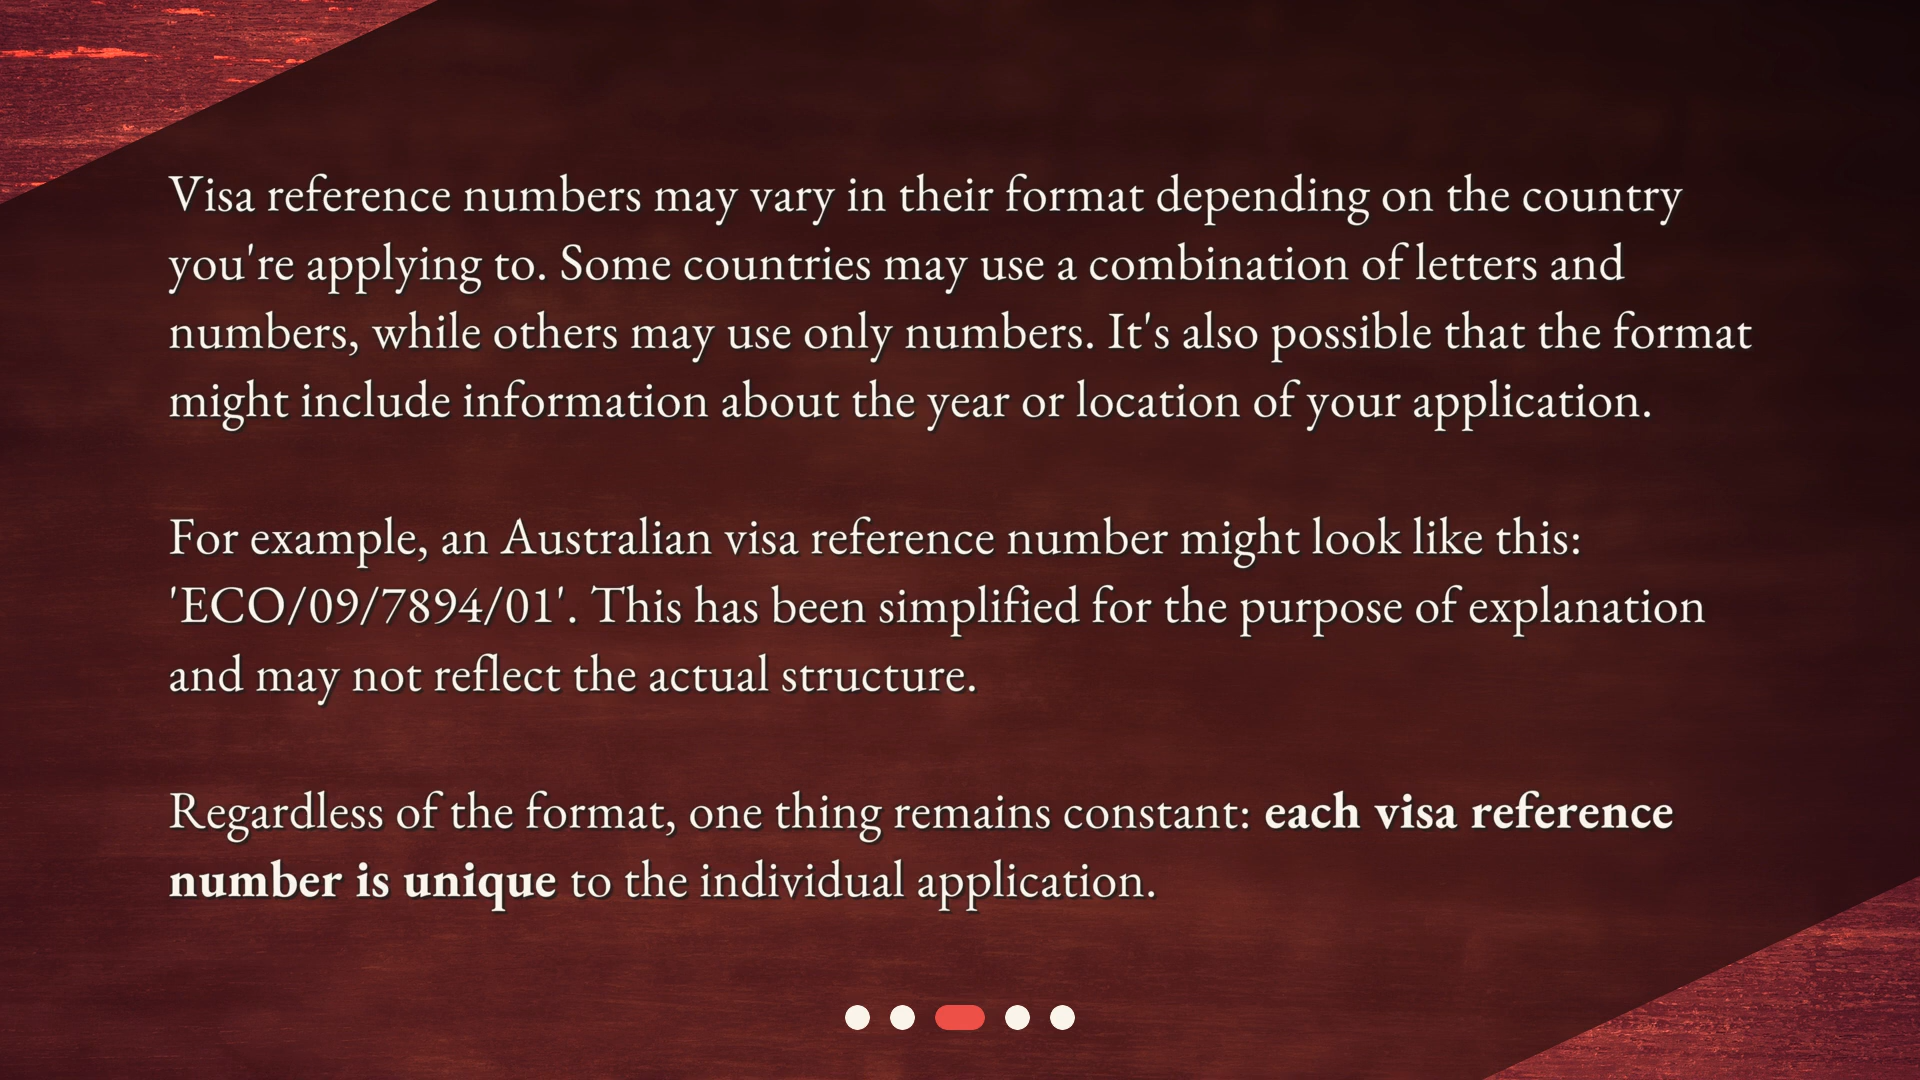 Visa reference numbers may vary in their format depending on the country
you're applying to. Some countries may use a combination of letters and
numbers, while others may use only numbers. It's also possible that the format
might include information about the year or location of your application.
For example, an Australian visa reference number might look like this:
'ECO/09/7894/01'. This has been simplified for the purpose of explanation
and may not reflect the actual structure.
Regardless of the format, one thing remains constant: each visa reference
number is unique to the individual application.